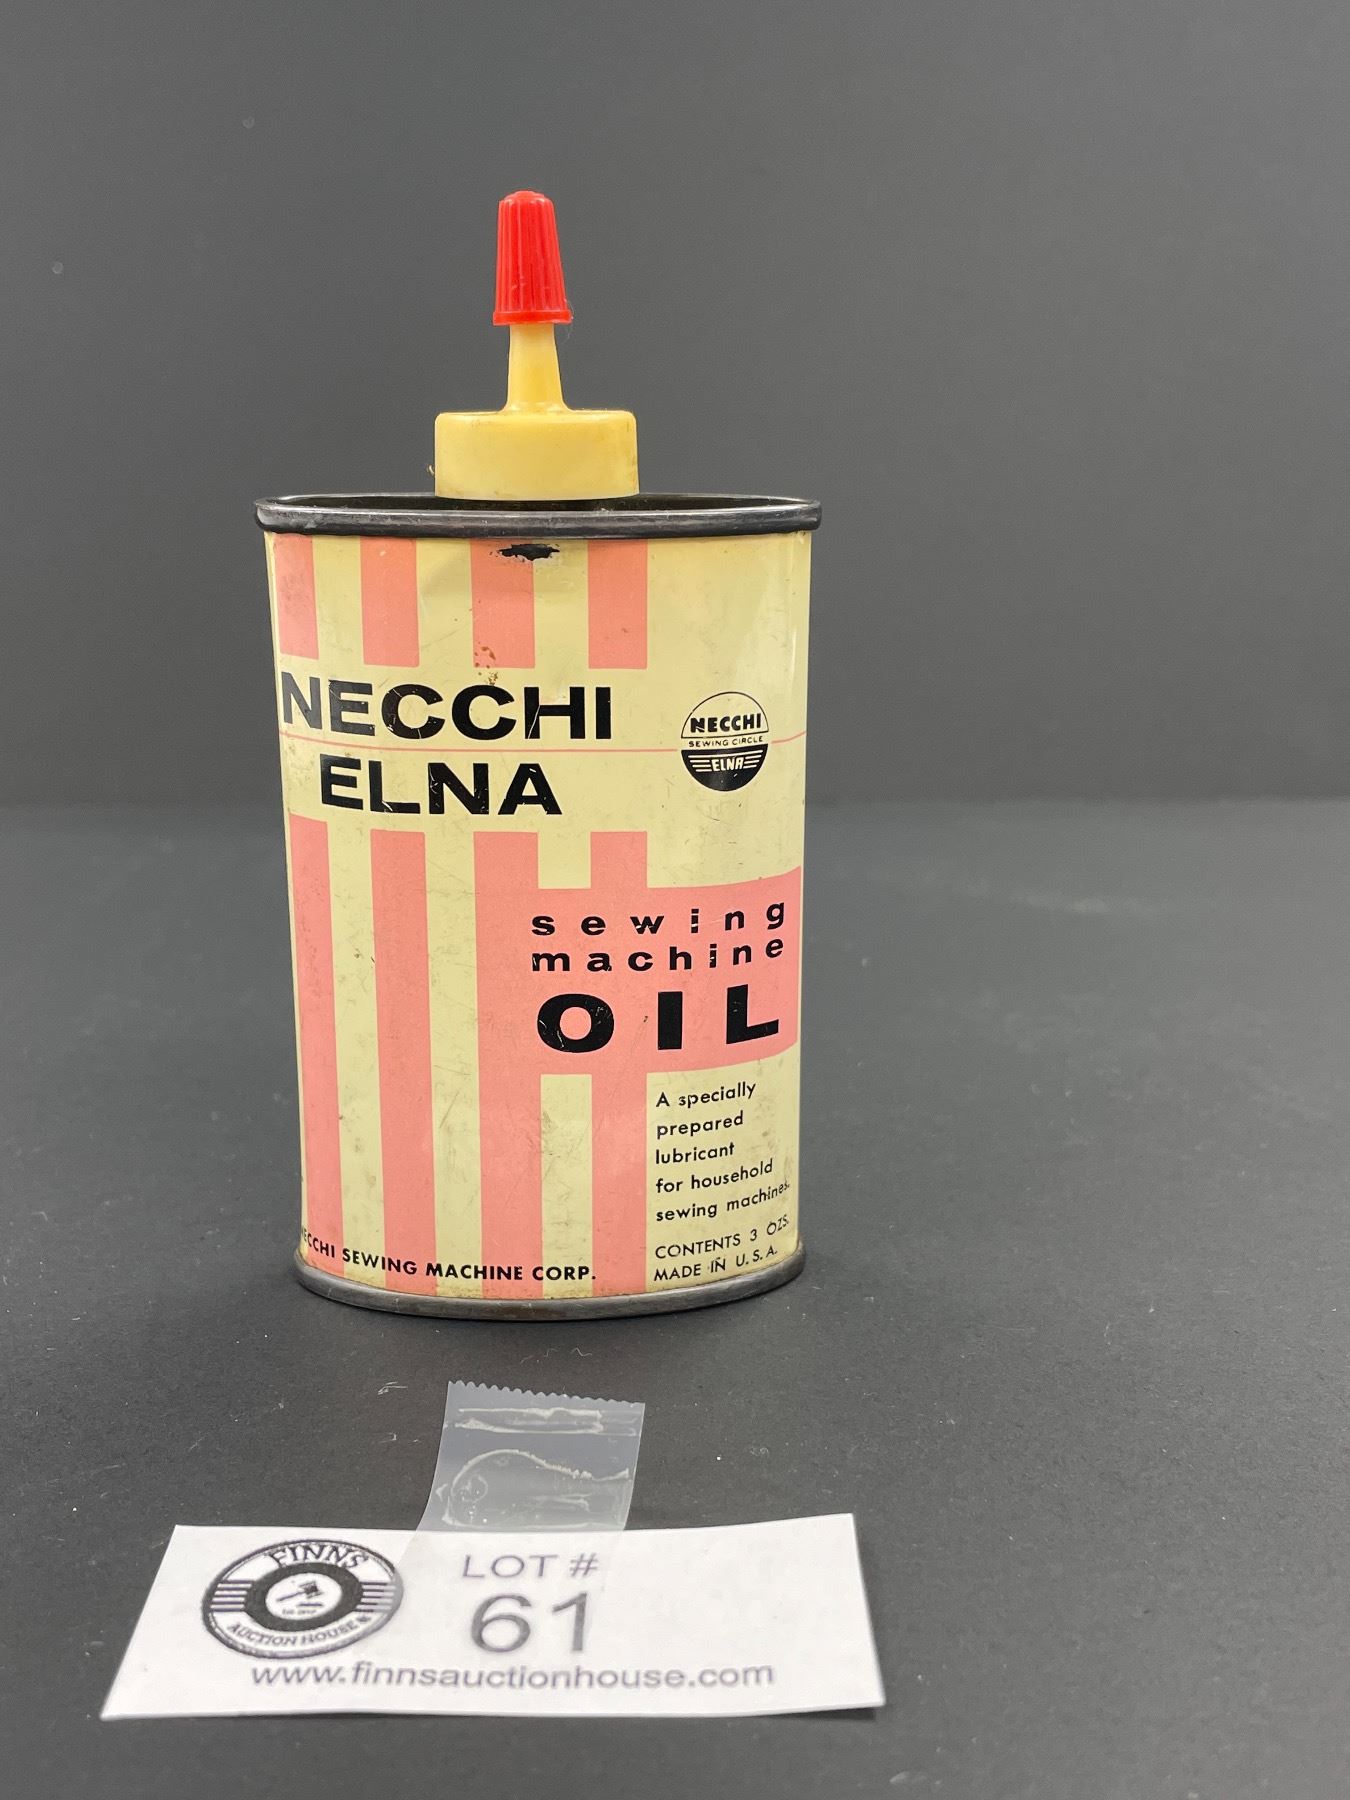 NECCHI
ELNA
NECCHI
SEWING CIRCLE
ELNA
sewing
machine
OIL
A specially
prepared
lubricant
for household
sewing machines.
CONTENTS 3 OZS.
MADE IN U.S.A.
NECCHI SEWING MACHINE CORP.
FINNS
AUCTION HOUSE
LOT #
61
www.finnsauctionhouse.com